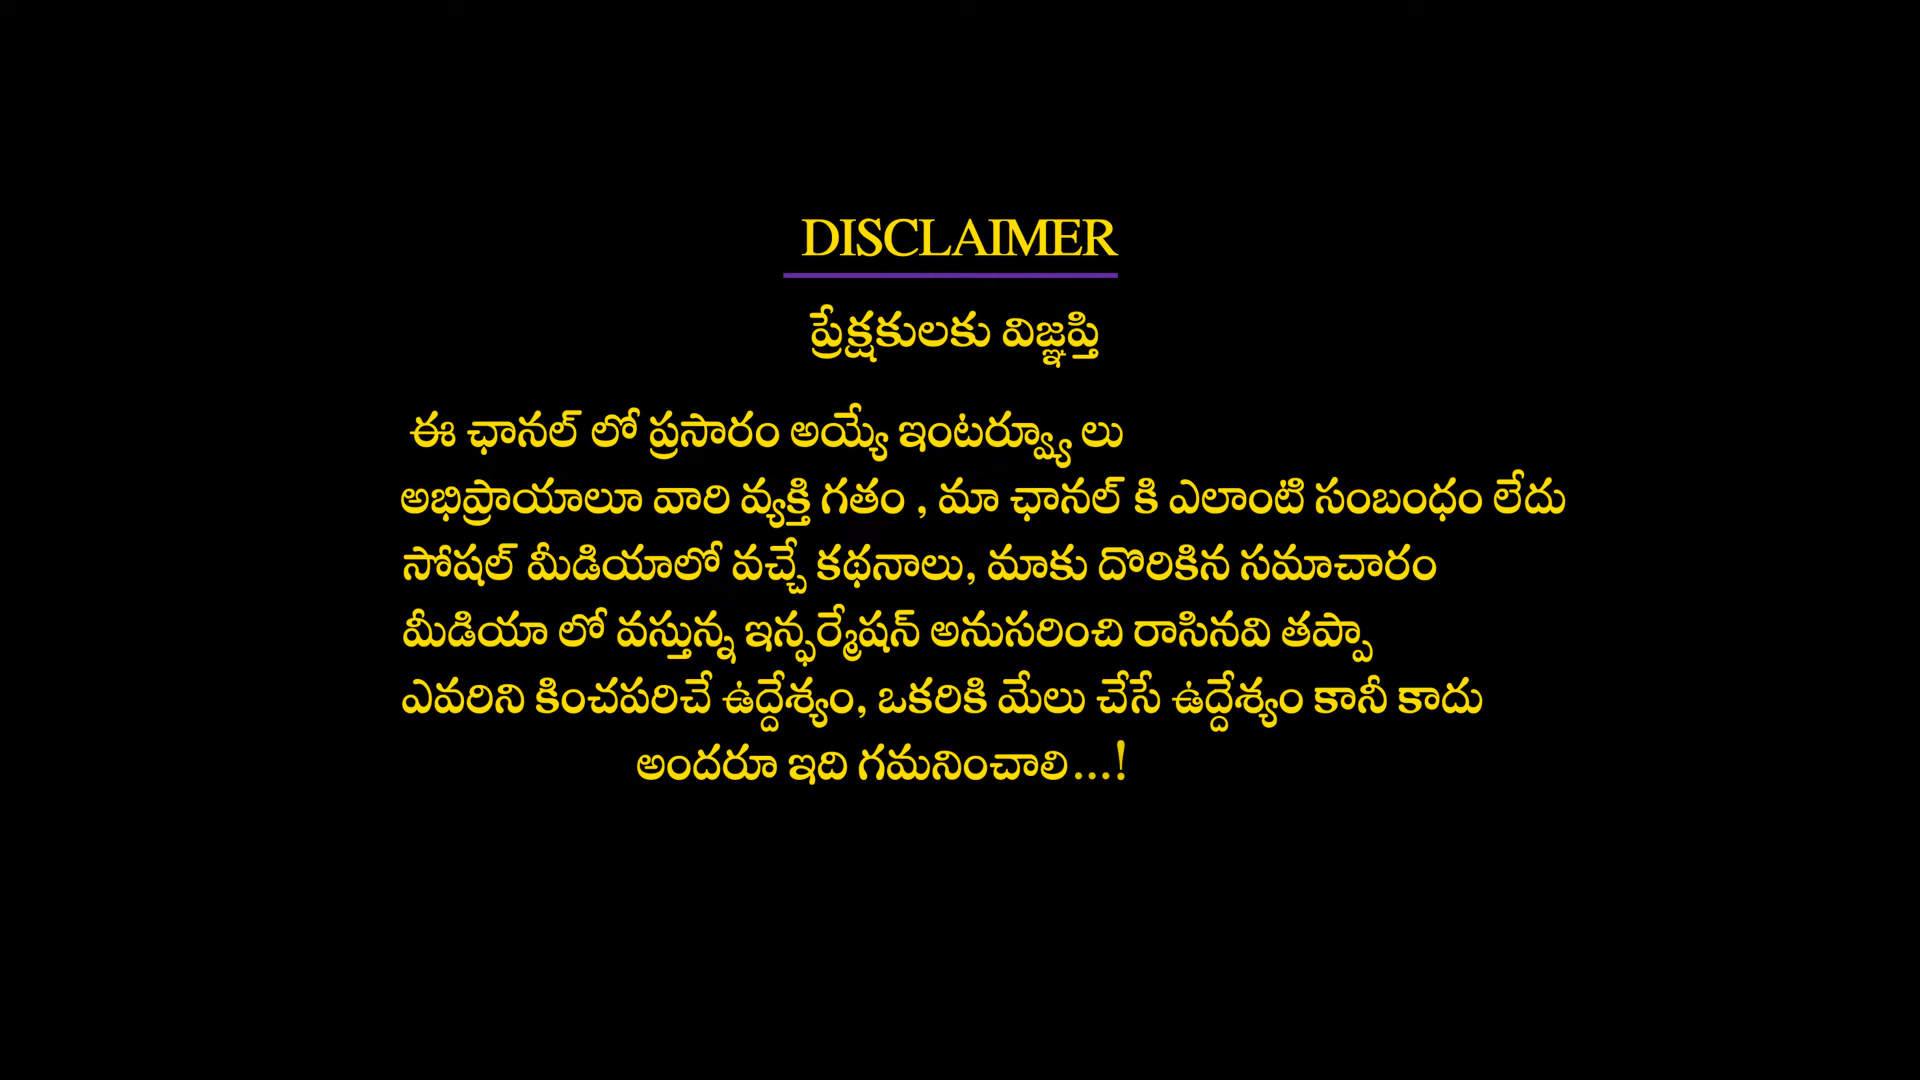 DISCLAIMER
ప్రేక్షకులకు విజ్ఞప్తి
ఈ ఛానల్ లో ప్రసారం అయ్యే ఇంటర్వ్యూ లు
అభిప్రాయాలూ వారి వ్యక్తి గతం , మా ఛానల్ కి ఎలాంటి సంబంధం లేదు
సోషల్ మీడియాలో వచ్చే కథనాలు, మాకు దొరికిన సమాచారం
మీడియా లో వస్తున్న ఇన్ఫర్మేషన్ అనుసరించి రాసినవి తప్పా
ఎవరిని కించపరిచే ఉద్దేశ్యం, ఒకరికి మేలు చేసే ఉద్దేశ్యం కానీ కాదు
అందరూ ఇది గమనించాలి...!